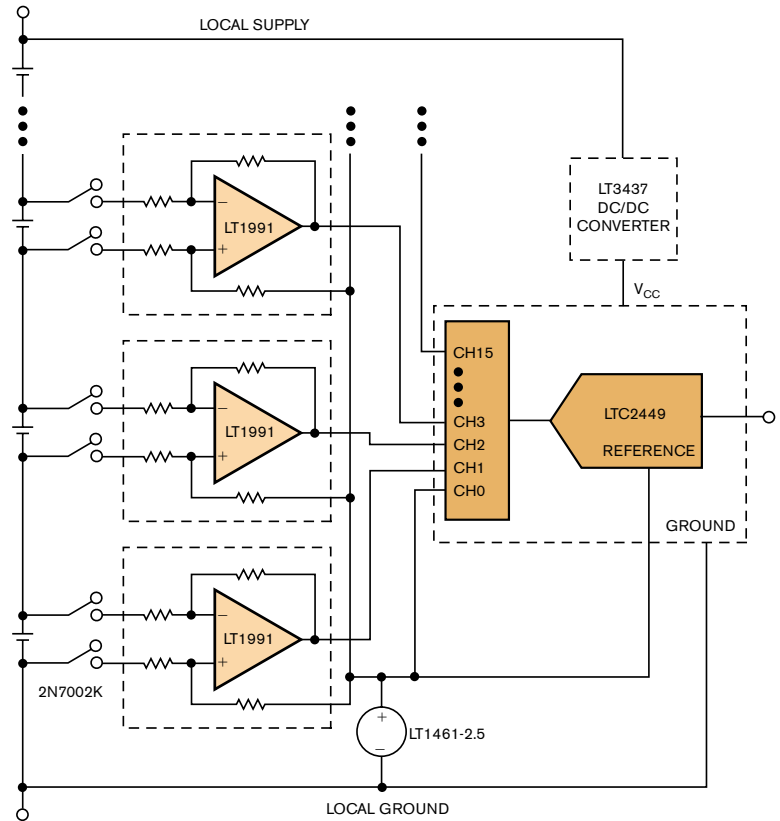 LOCAL SUPPLY
LT3437
DC/DC
CONVERTER
VCC
−
LT1991
+
CH15
CH3
CH2
CH1
CH0
LTC2449
REFERENCE
GROUND
−
LT1991
+
−
LT1991
+
2N7002K
+
−
LT1461-2.5
LOCAL GROUND